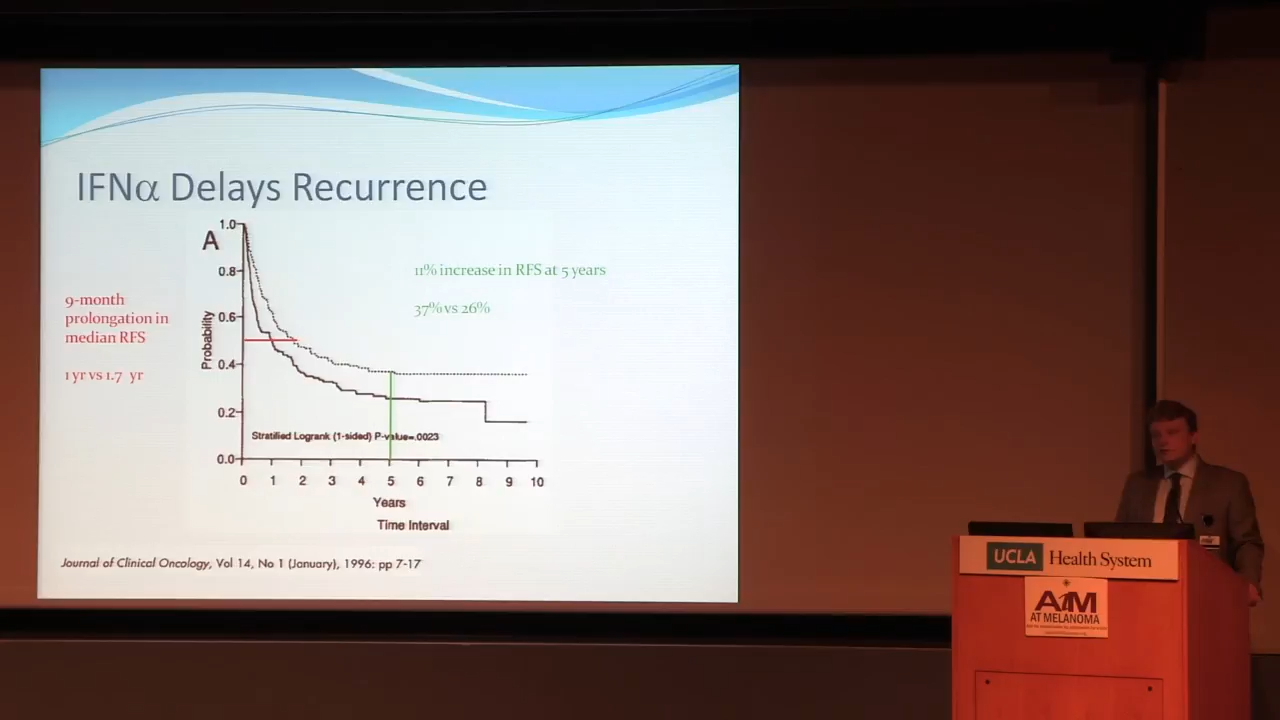 IFNα Delays Recurrence
A
1.0
0.8
0.6
0.4
0.2
0.0
Probability
Stratified Logrank (1-sided) P-value=.0023
0 1 2 3 4 5 6 7 8 9 10
Years
Time Interval
9-month
prolongation in
median RFS
1 yr vs 1.7 yr
11% increase in RFS at 5 years
37% vs 26%
Journal of Clinical Oncology, Vol 14, No 1 (January), 1996: pp 7-17
UCLA Health System
AIM
AT MELANOMA